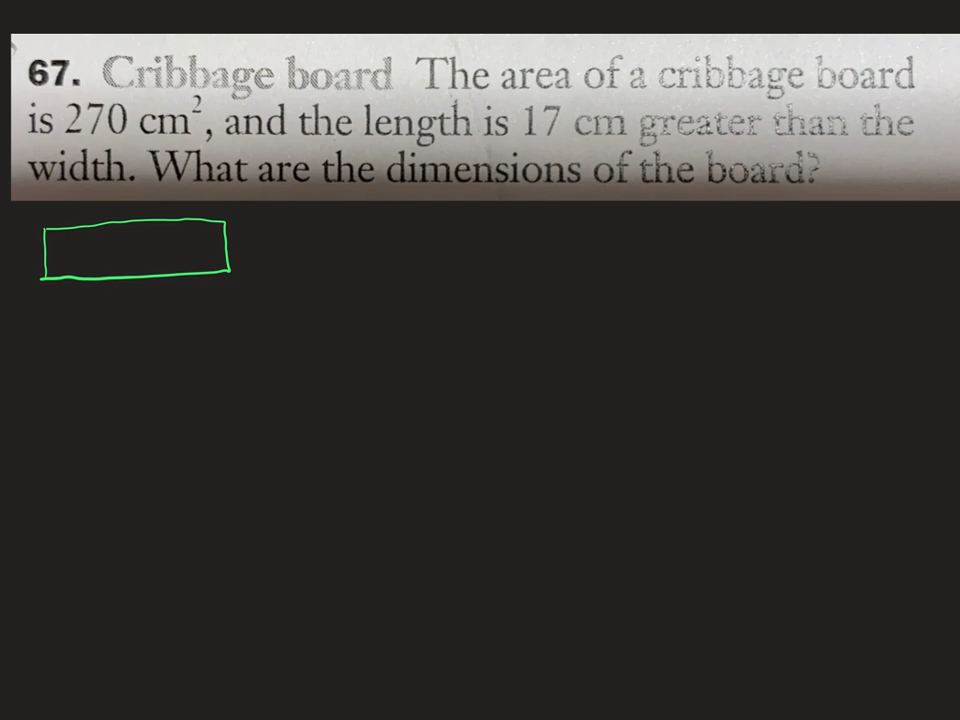 67. Cribbage board The area of a cribbage board
is 270 cm², and the length is 17 cm greater than the
width. What are the dimensions of the board?